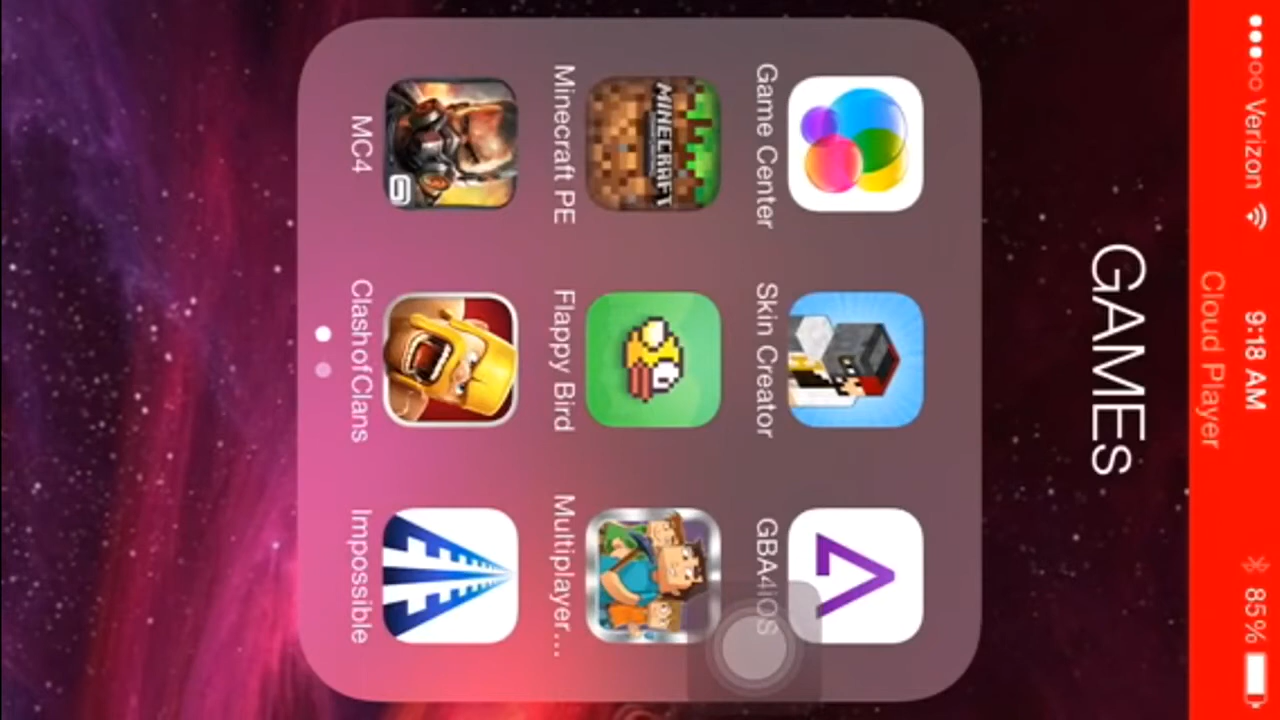 Verizon 9:18 AM 85%
Cloud Player
GAMES
Game Center Skin Creator GBA4iOS
MINECRAFT
Minecraft PE Flappy Bird Multiplayer...
MC4 ClashofClans Impossible